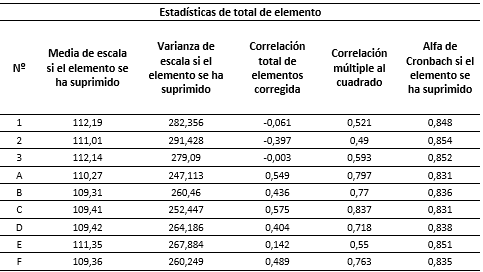 Estadísticas de total de elemento
Nº Media de escala si el elemento se ha suprimido Varianza de escala si el elemento se ha suprimido Correlación total de elementos corregida Correlación múltiple al cuadrado Alfa de Cronbach si el elemento se ha suprimido
1 112,19 282,356 -0,061 0,521 0,848
2 111,01 291,428 -0,397 0,49 0,854
3 112,14 279,09 -0,003 0,593 0,852
A 110,27 247,113 0,549 0,797 0,831
B 109,31 260,46 0,436 0,77 0,836
C 109,41 252,447 0,575 0,837 0,831
D 109,42 264,186 0,404 0,718 0,838
E 111,35 267,884 0,142 0,55 0,851
F 109,36 260,249 0,489 0,763 0,835